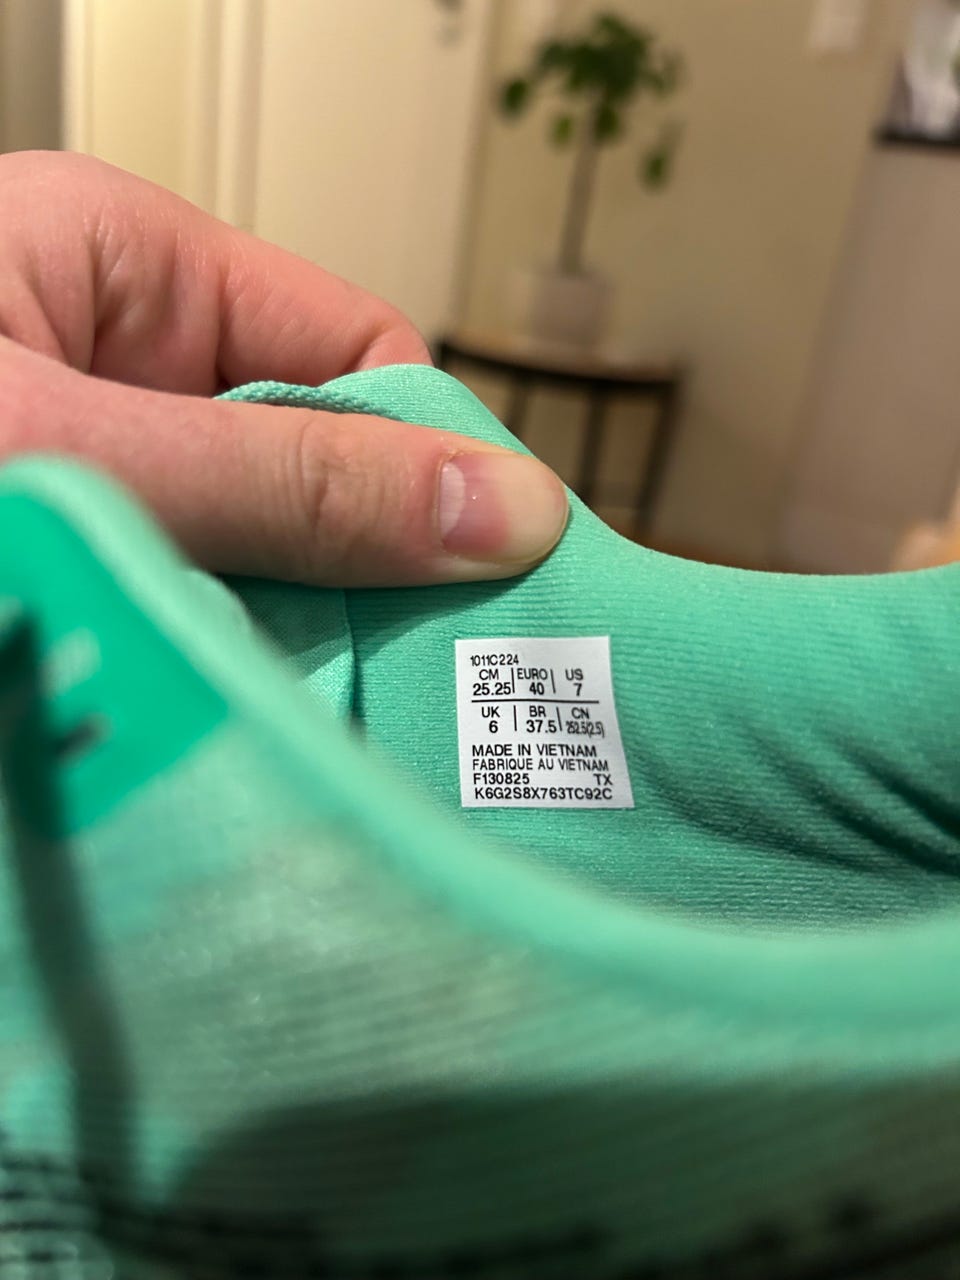 1011C224
CM EURO US
25.25 40 7
UK BR CN
6 37.5 252.5(2.5)
MADE IN VIETNAM
FABRIQUE AU VIETNAM
F130825 TX
K6G2S8X763TC92C